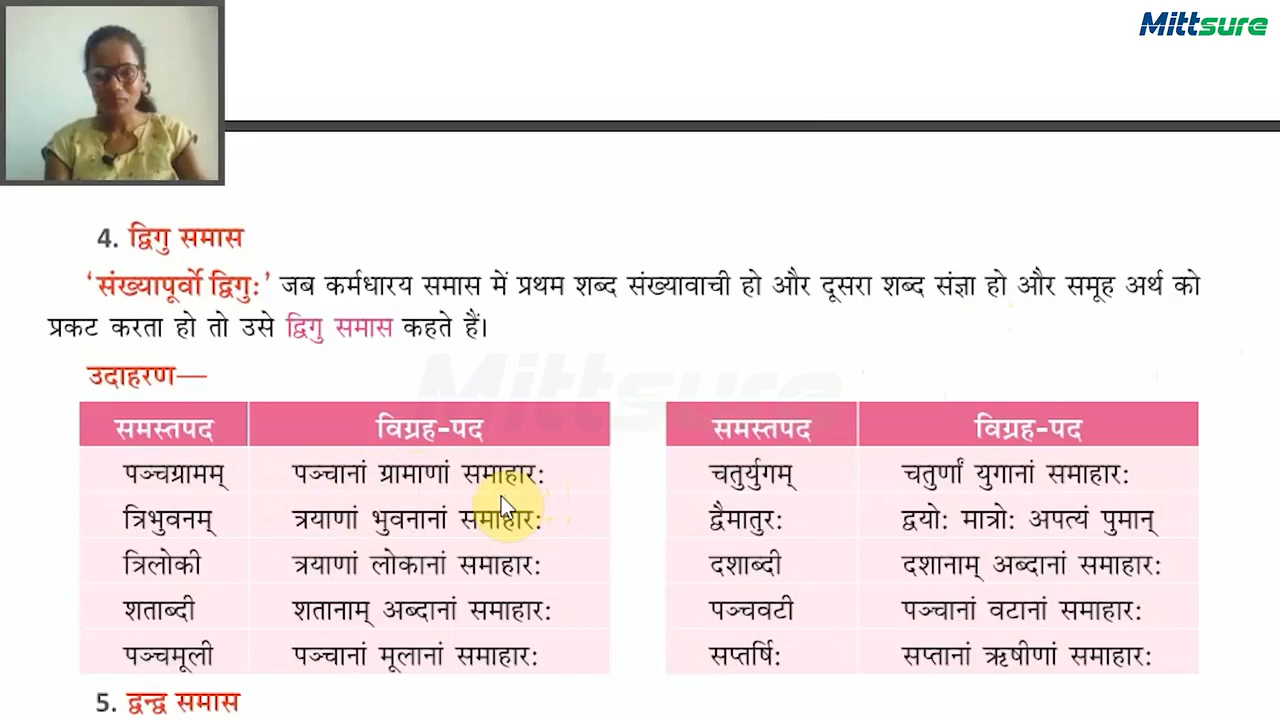 Mittsure
4. द्विगु समास
‘संख्यापूर्वो द्विगुः’ जब कर्मधारय समास में प्रथम शब्द संख्यावाची हो और दूसरा शब्द संज्ञा हो और समूह अर्थ को
प्रकट करता हो तो उसे द्विगु समास कहते हैं।
Mittsure
उदाहरण—
समस्तपद विग्रह-पद
पञ्चग्रामम् पञ्चानां ग्रामाणां समाहारः
त्रिभुवनम् त्रयाणां भुवनानां समाहारः
त्रिलोकी त्रयाणां लोकानां समाहारः
शताब्दी शतानाम् अब्दानां समाहारः
पञ्चमूली पञ्चानां मूलानां समाहारः
समस्तपद विग्रह-पद
चतुर्युगम् चतुर्णां युगानां समाहारः
द्वैमातुरः द्वयोः मात्रोः अपत्यं पुमान्
दशाब्दी दशानाम् अब्दानां समाहारः
पञ्चवटी पञ्चानां वटानां समाहारः
सप्तर्षिः सप्तानां ऋषीणां समाहारः
5. द्वन्द्व समास